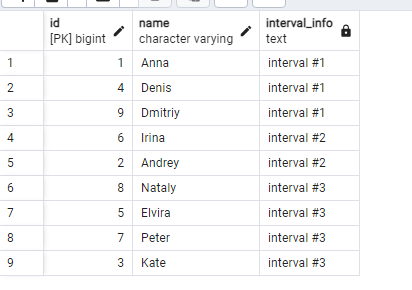 id name interval_info
[PK] bigint character varying text
1 1 Anna interval #1
2 4 Denis interval #1
3 9 Dmitriy interval #1
4 6 Irina interval #2
5 2 Andrey interval #2
6 8 Nataly interval #3
7 5 Elvira interval #3
8 7 Peter interval #3
9 3 Kate interval #3